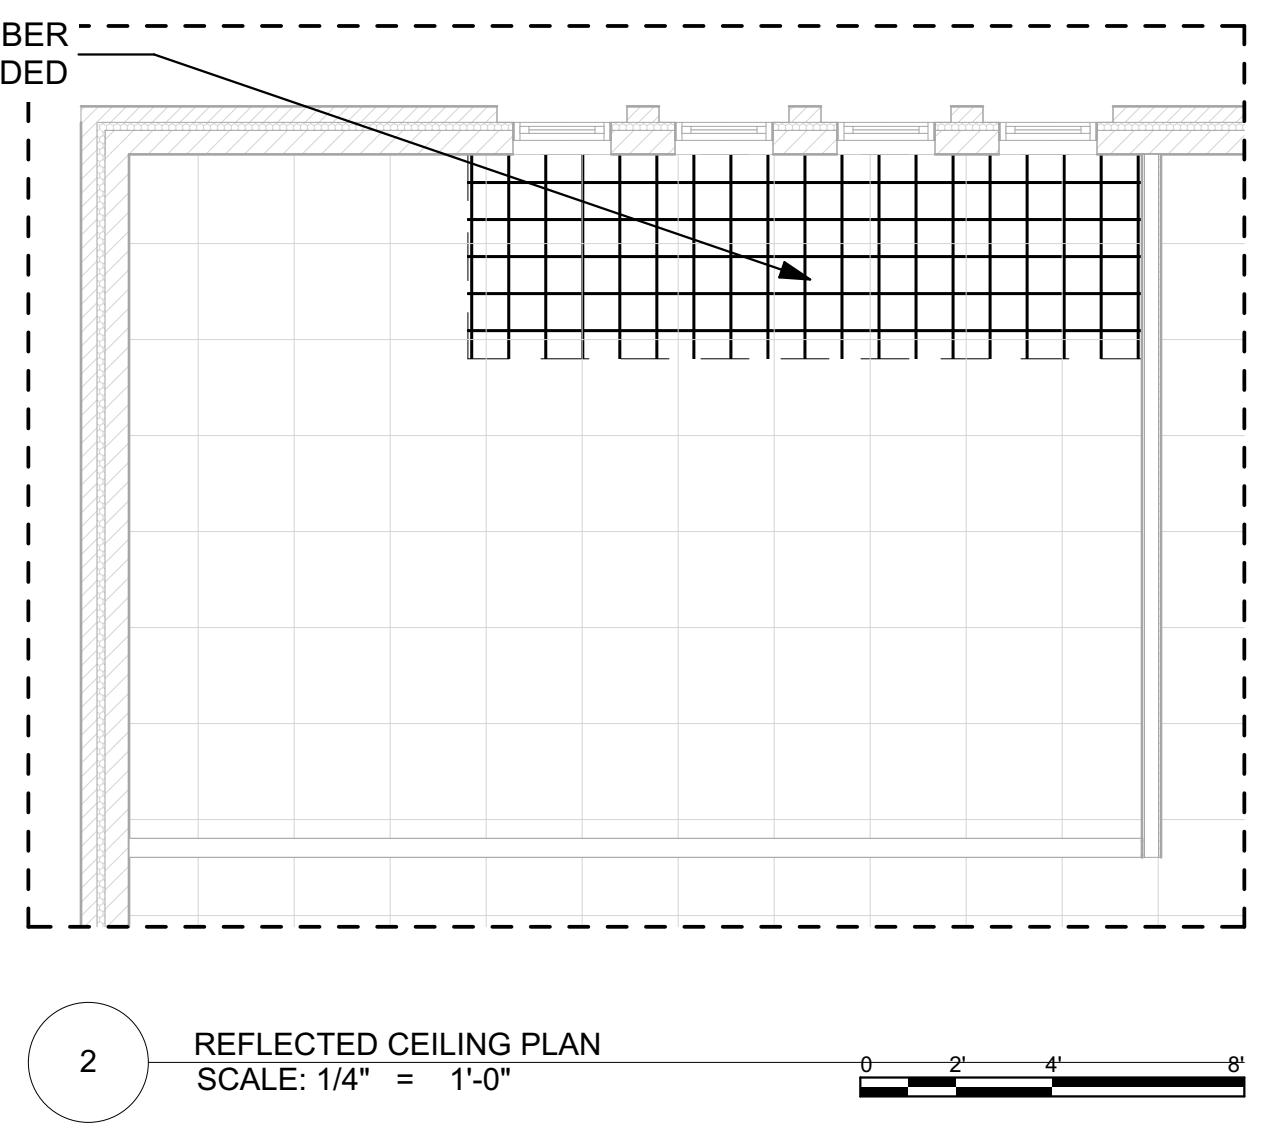 BER
DED
2
REFLECTED CEILING PLAN
SCALE: 1/4" = 1'-0"
0 2' 4' 8'